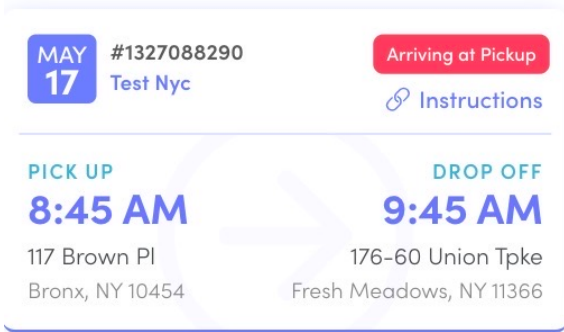 MAY
17
#1327088290
Test Nyc
Arriving at Pickup
Instructions
PICK UP
8:45 AM
117 Brown Pl
Bronx, NY 10454
DROP OFF
9:45 AM
176-60 Union Tpke
Fresh Meadows, NY 11366